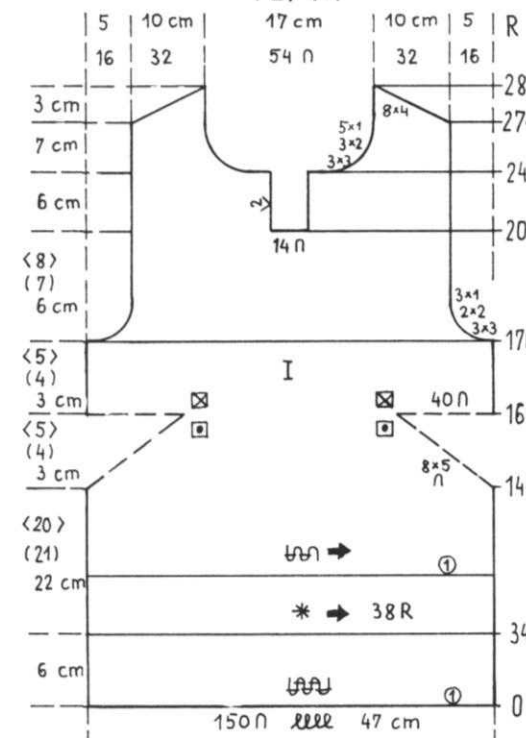 5 10 cm 17 cm 10 cm 5 R
16 32 54 ∩ 32 16
28
3 cm 8×4 27
7 cm 5×1
3×2
3×3 24
6 cm 2
14 ∩ 20
<8>
(7)
6 cm 3×1
2×2
3×3 17
<5>
(4) I
3 cm 40 ∩ 16
<5>
(4)
3 cm 8×5
∩ 14
<20>
(21)
22 cm ①
* → 38 R
34
6 cm
① 0
150 ∩ 47 cm